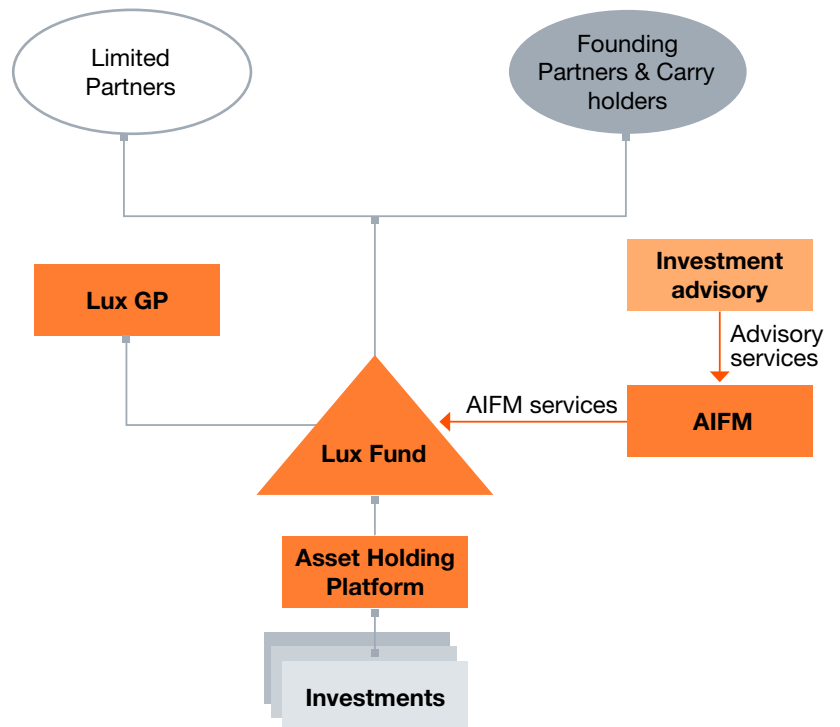 Limited
Partners
Founding
Partners & Carry
holders
Lux GP
Investment
advisory
Advisory
services
AIFM services
AIFM
Lux Fund
Asset Holding
Platform
Investments